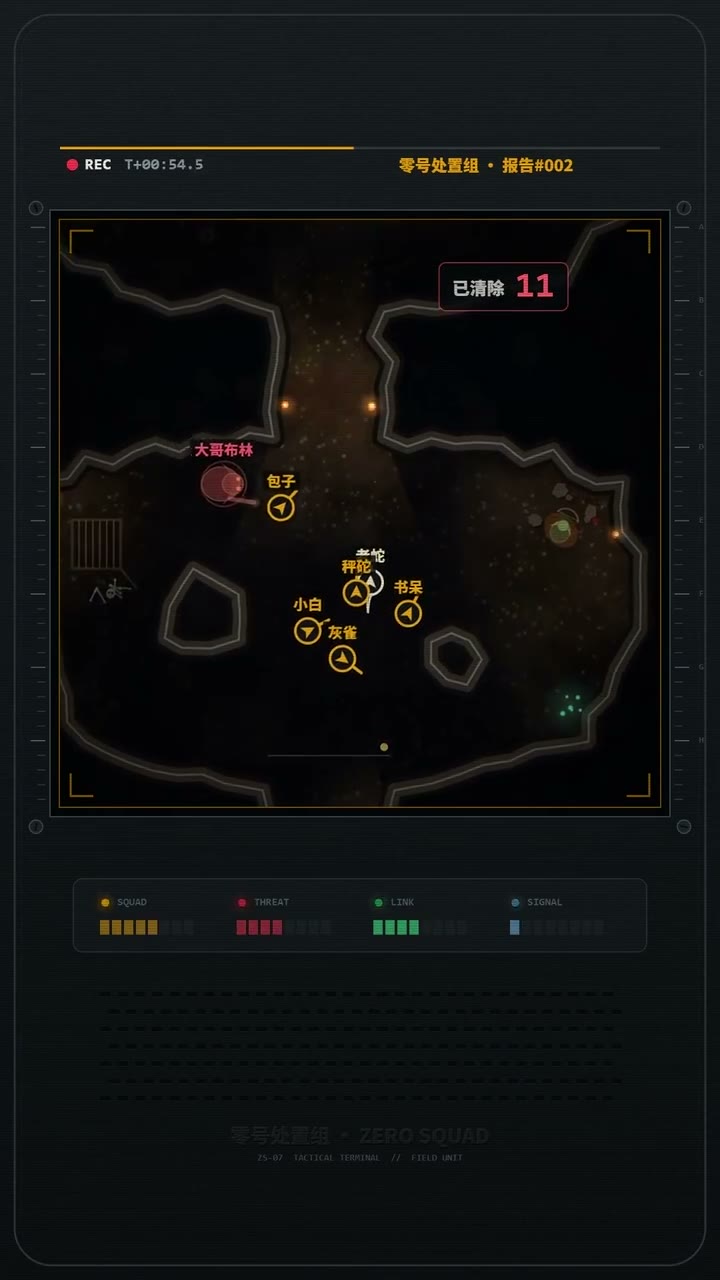 REC T+00:54.5
零号处置组 • 报告#002
已清除 11
大哥布林
包子
老蛇
秤砣
书呆
小白
灰雀
SQUAD
THREAT
LINK
SIGNAL
零号处置组 • ZERO SQUAD
ZS-07 TACTICAL TERMINAL // FIELD UNIT